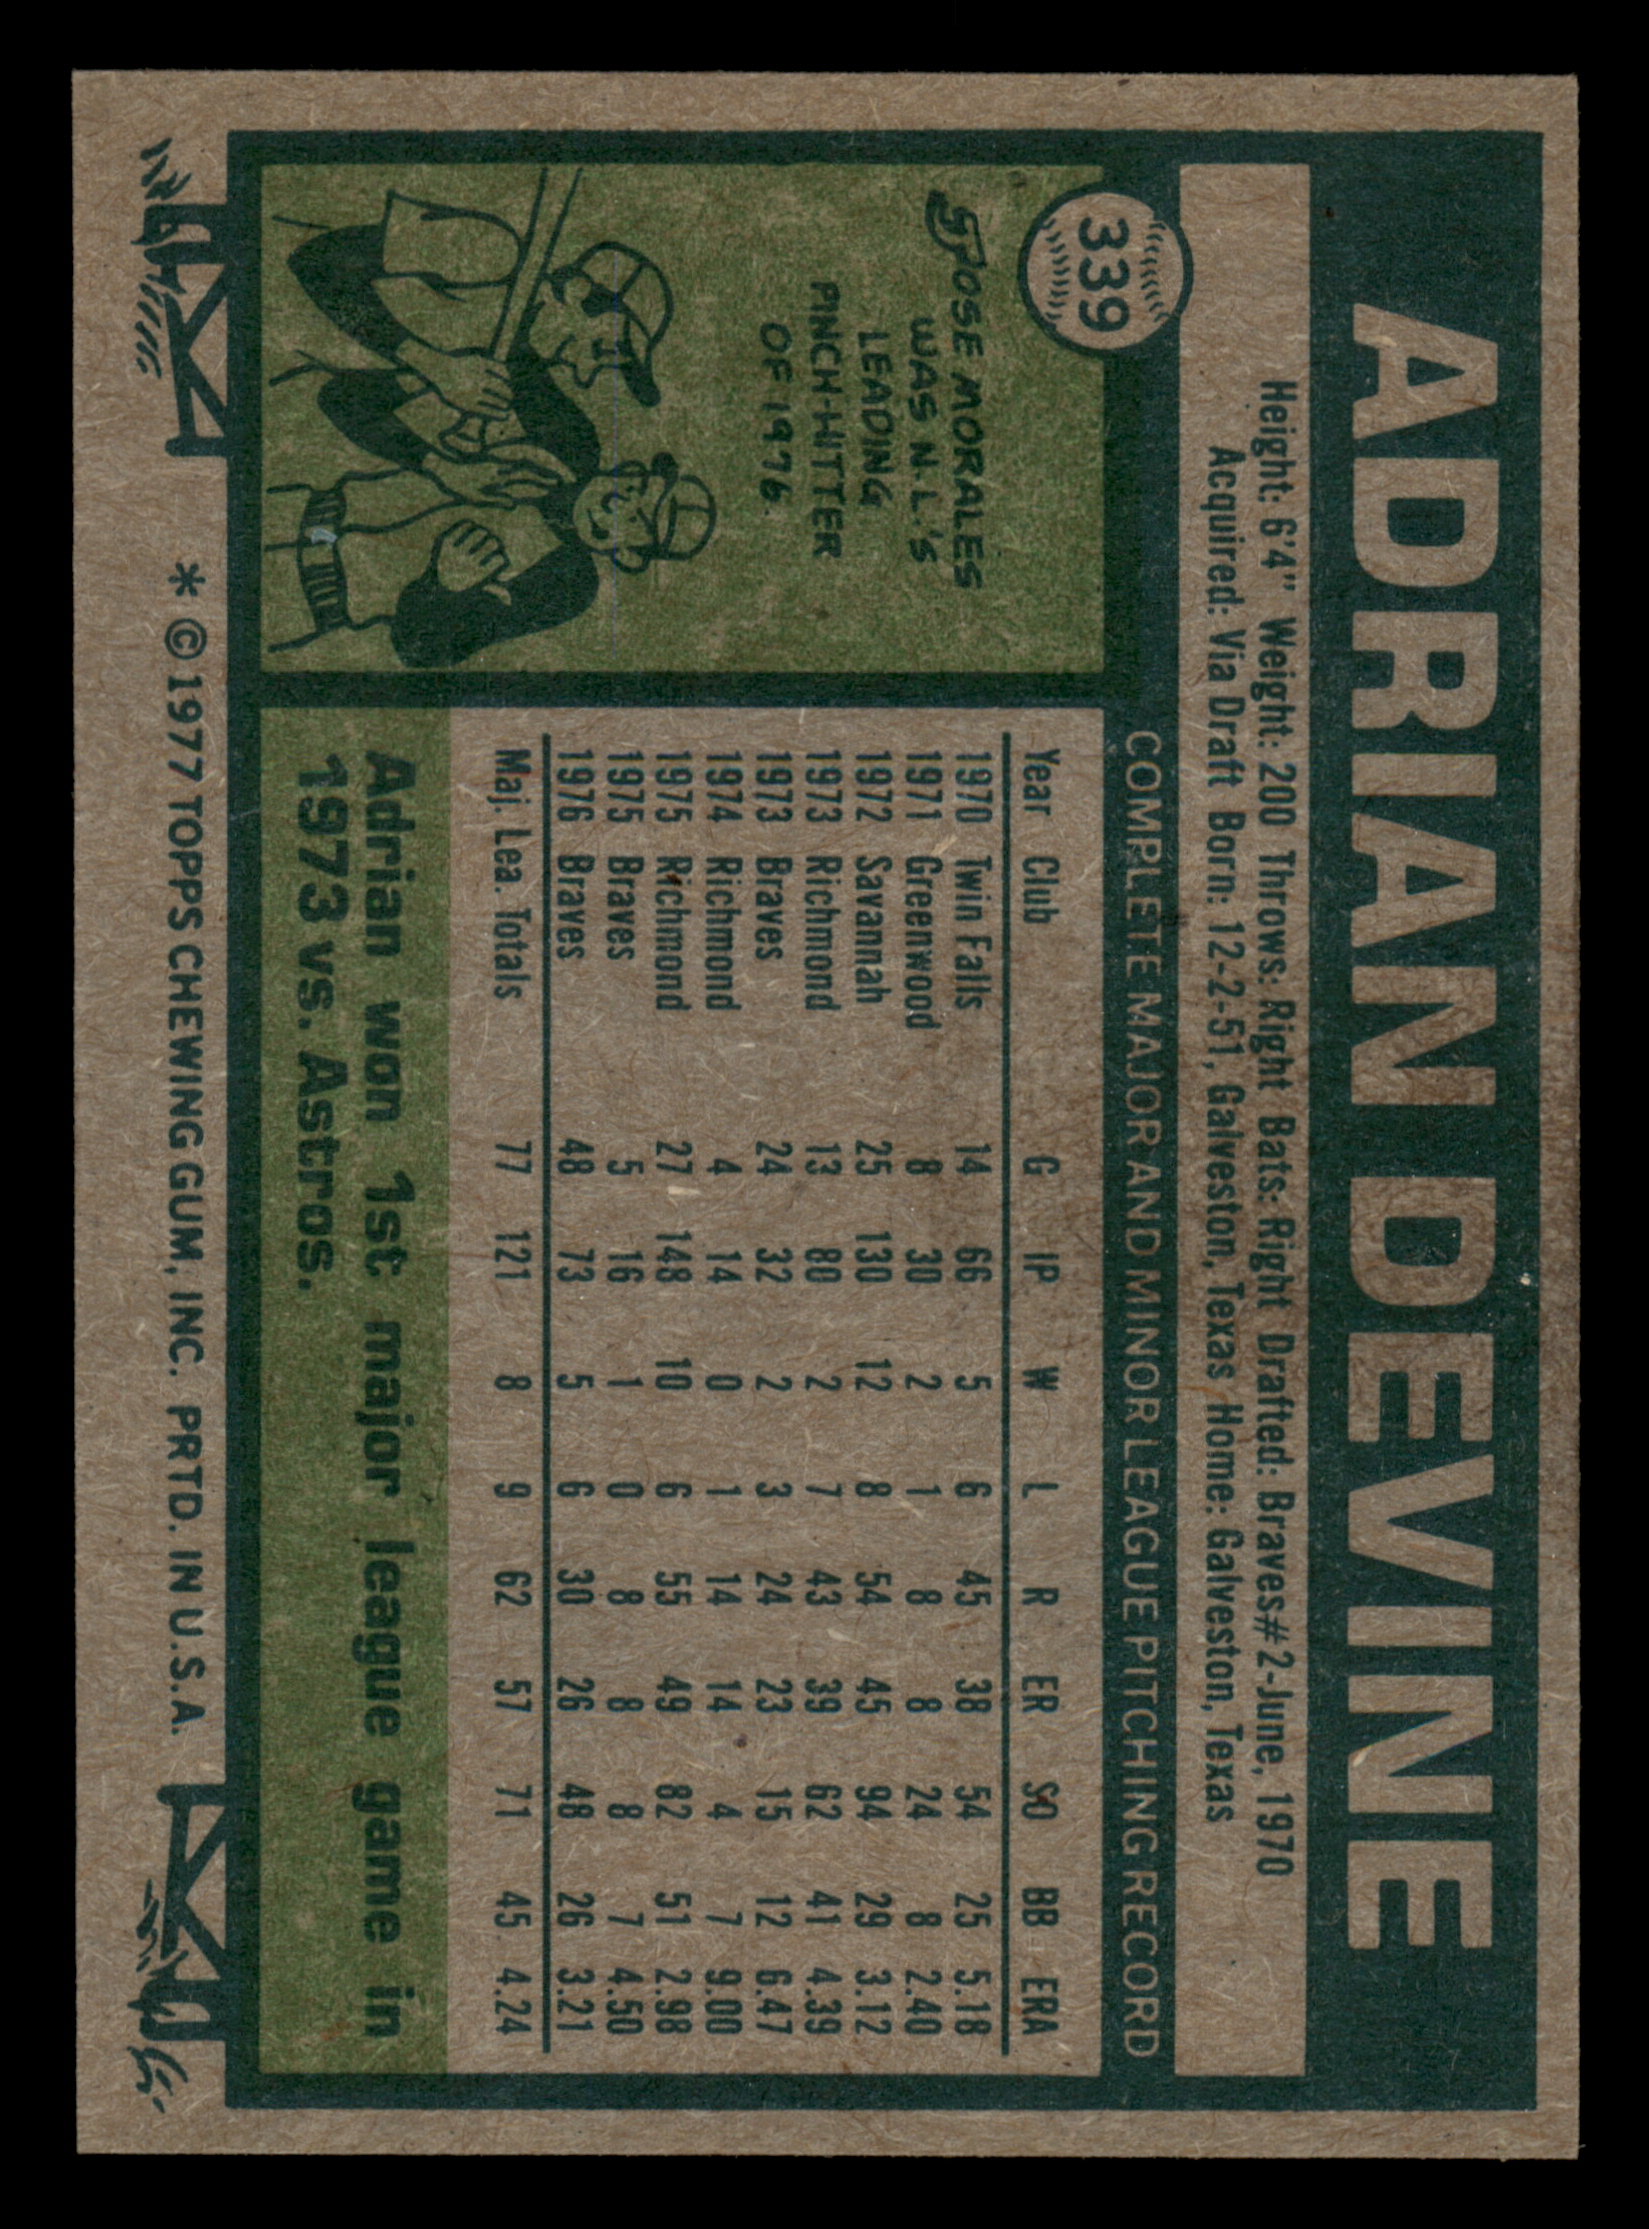 ADRIAN DEVINE
339
Height: 6'4" Weight: 200 Throws: Right Bats: Right Drafted: Braves#2-June, 1970
Acquired: Via Draft Born: 12-2-51, Galveston, Texas Home: Galveston, Texas
COMPLETE MAJOR AND MINOR LEAGUE PITCHING RECORD
JOSE MORALES
WAS N.L.'S
LEADING
PINCH-HITTER
OF 1976.
Year Club G IP W L R ER SO BB ERA
1970 Twin Falls 14 66 5 6 45 38 54 25 5.18
1971 Greenwood 8 30 2 1 8 8 24 8 2.40
1972 Savannah 25 130 12 8 54 45 94 29 3.12
1973 Richmond 13 80 2 7 43 39 62 41 4.39
1973 Braves 24 32 2 3 24 23 15 12 6.47
1974 Richmond 4 14 0 1 14 14 4 7 9.00
1975 Richmond 27 148 10 6 55 49 82 51 2.98
1975 Braves 5 16 1 0 8 8 8 7 4.50
1976 Braves 48 73 5 6 30 26 48 26 3.21
Maj. Lea. Totals 77 121 8 9 62 57 71 45 4.24
Adrian won 1st major league game in
1973 vs. Astros.
* © 1977 TOPPS CHEWING GUM, INC. PRTD. IN U.S.A.